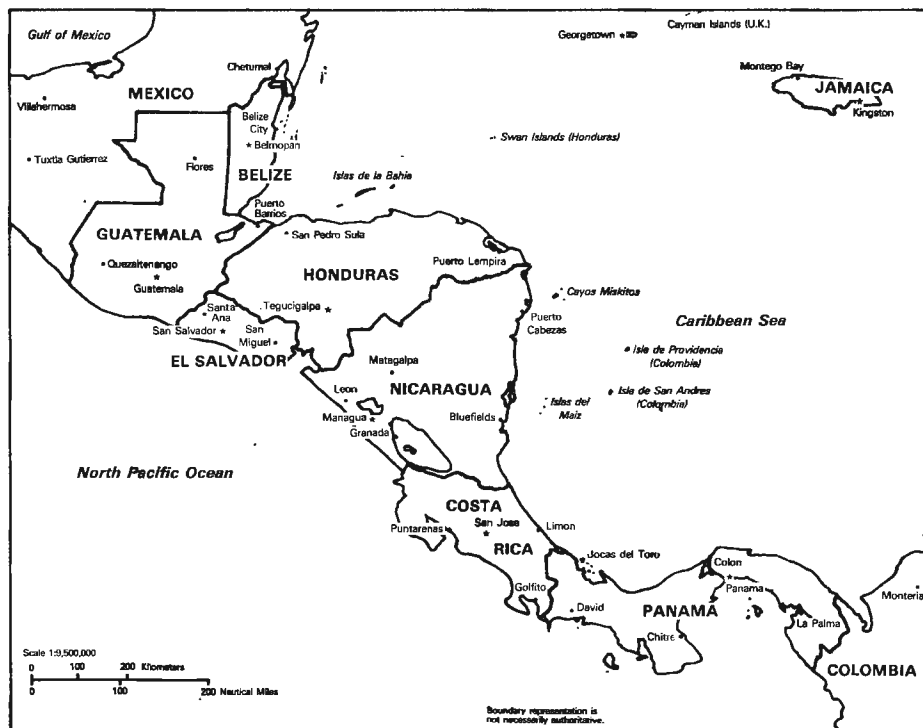 Gulf of Mexico
Cayman Islands (U.K.)
Georgetown
Chetumal
Montego Bay
JAMAICA
Kingston
MEXICO
Villahermosa
Belize
City
Swan Islands (Honduras)
Belmopan
Tuxtla Gutierrez
Flores
BELIZE
Islas de la Bahia
Puerto
Barrios
GUATEMALA
San Pedro Sula
Quezaltenango
HONDURAS
Puerto Lempira
Guatemala
Cayos Miskitos
Santa
Ana
Tegucigalpa
Puerto
Cabezas
San Salvador
San
Miguel
Caribbean Sea
EL SALVADOR
Matagalpa
Isla de Providencia
(Colombia)
NICARAGUA
Leon
Isla de San Andres
(Colombia)
Islas del
Maiz
Managua
Bluefields
Granada
North Pacific Ocean
COSTA
RICA
San Jose
Puntarenas
Limon
Jocas del Toro
Colon
Golfito
Panama
Monteria
David
PANAMA
La Palma
Chitre
COLOMBIA
Scale 1:9,500,000
0 100 200 Kilometers
0 100 200 Nautical Miles
Boundary representation is
not necessarily authoritative.